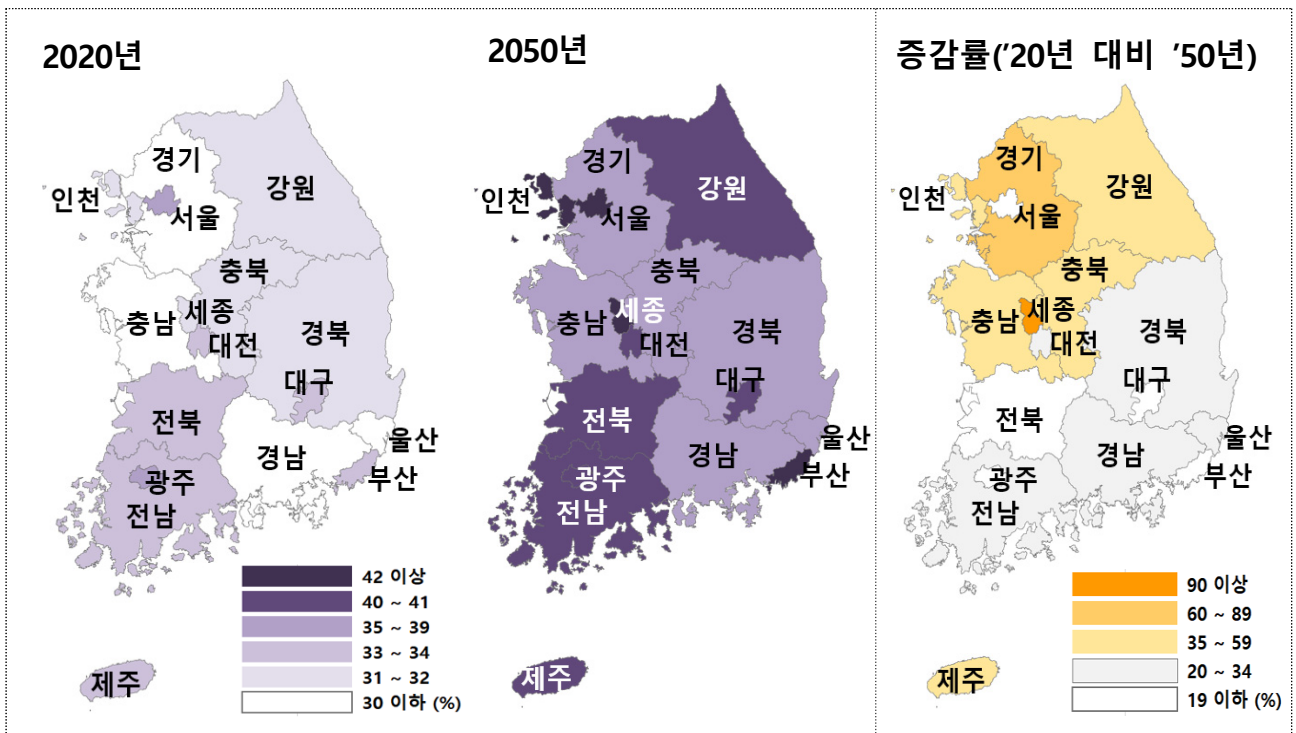 2020년
경기
인천
서울
강원
충북
충남
세종
대전
경북
대구
전북
울산
경남
부산
광주
전남
제주
42 이상
40 ~ 41
35 ~ 39
33 ~ 34
31 ~ 32
30 이하 (%)
2050년
경기
인천
서울
강원
충북
세종
충남
대전
경북
대구
전북
울산
경남
부산
광주
전남
제주
증감률(’20년 대비 ’50년)
경기
인천
서울
강원
충북
충남
세종
대전
경북
대구
전북
울산
경남
부산
광주
전남
제주
90 이상
60 ~ 89
35 ~ 59
20 ~ 34
19 이하 (%)